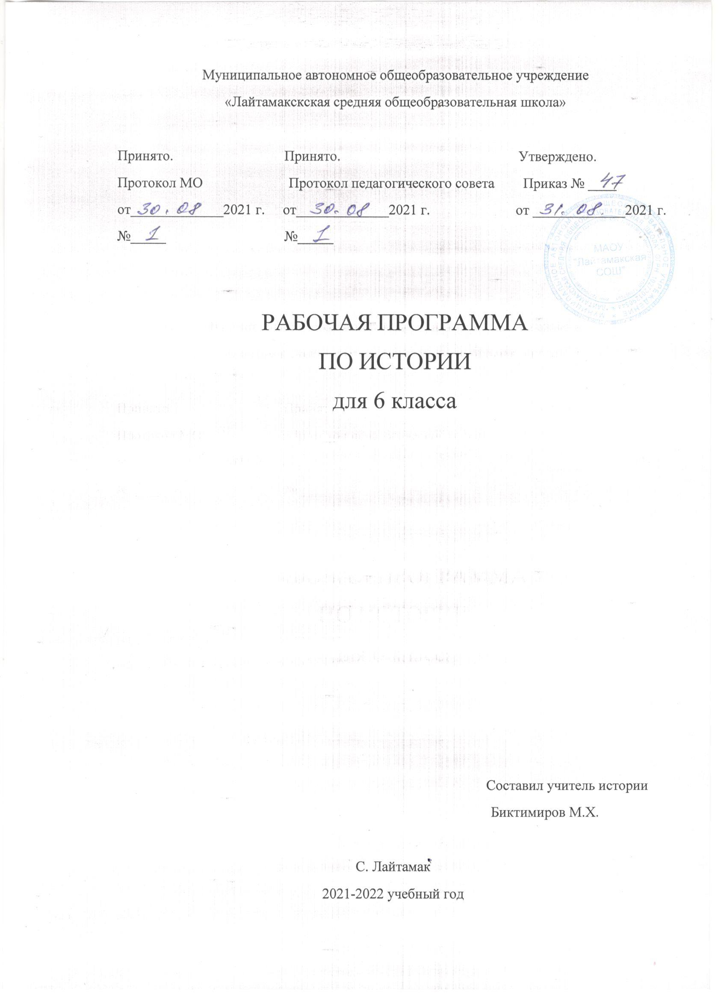 Муниципальное автономное общеобразовательное учреждение
«Лайтамакскская средняя общеобразовательная школа»
Принято. Принято. Утверждено.
Протокол МО Протокол педагогического совета Приказ № 47
от 30.08 2021 г. от 30.08 2021 г. от 31.08. 2021 г.
№ 1 № 1
МАОУ
"Лайтамакская
СОШ"
РАБОЧАЯ ПРОГРАММА
ПО ИСТОРИИ
для 6 класса
Составил учитель истории
Биктимиров М.Х.
С. Лайтамак
2021-2022 учебный год